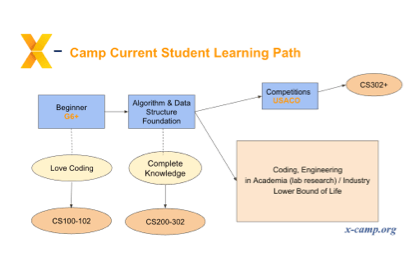 X- Camp Current Student Learning Path
Beginner
G6+
Algorithm & Data
Structure
Foundation
Competitions
USACO
CS302+
Love Coding
Complete
Knowledge
Coding, Engineering
in Academia (lab research) / Industry
Lower Bound of Life
CS100-102
CS200-302
x-camp.org